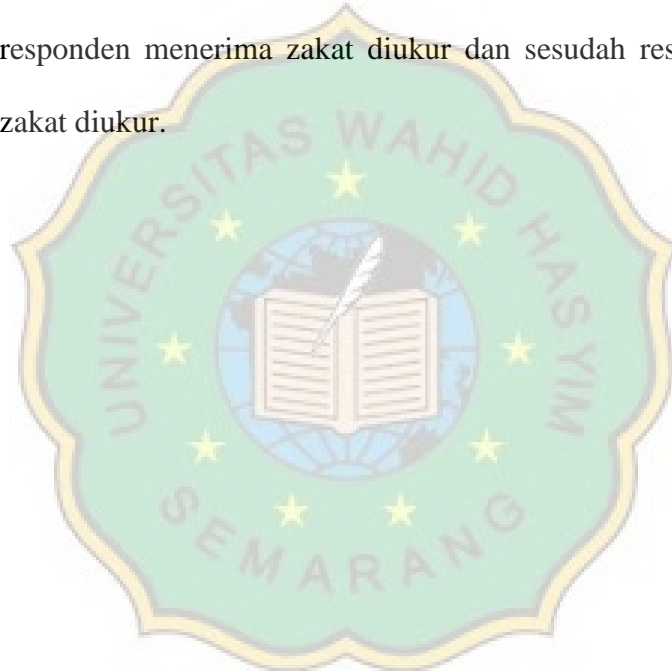 responden menerima zakat diukur dan sesudah res
zakat diukur.
UNIVERSITAS WAHID HASYIM
SEMARANG